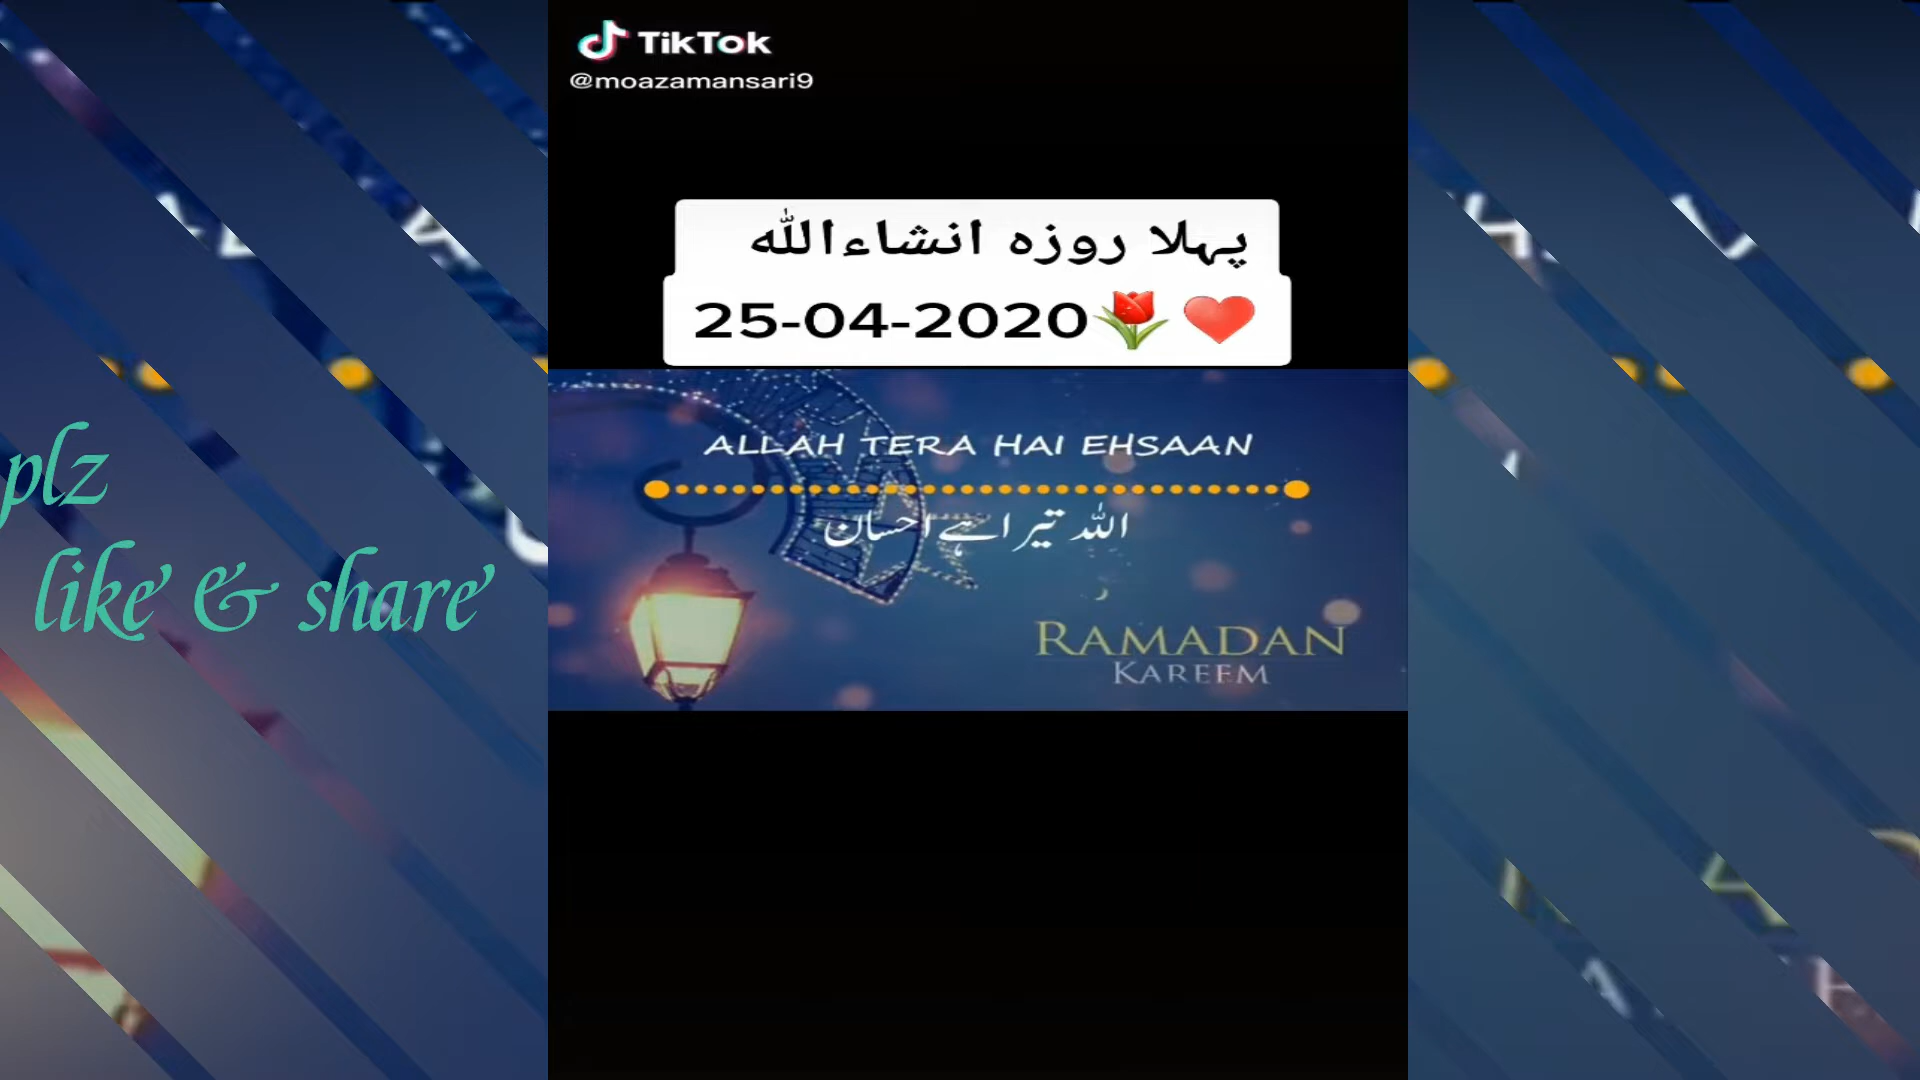 TikTok
@moazamansari9
پہلا روزہ انشاءاللہ
25-04-2020🌷♥
ALLAH TERA HAI EHSAAN
اللہ تیرا ہے احسان
RAMADAN
KAREEM
plz
like & share